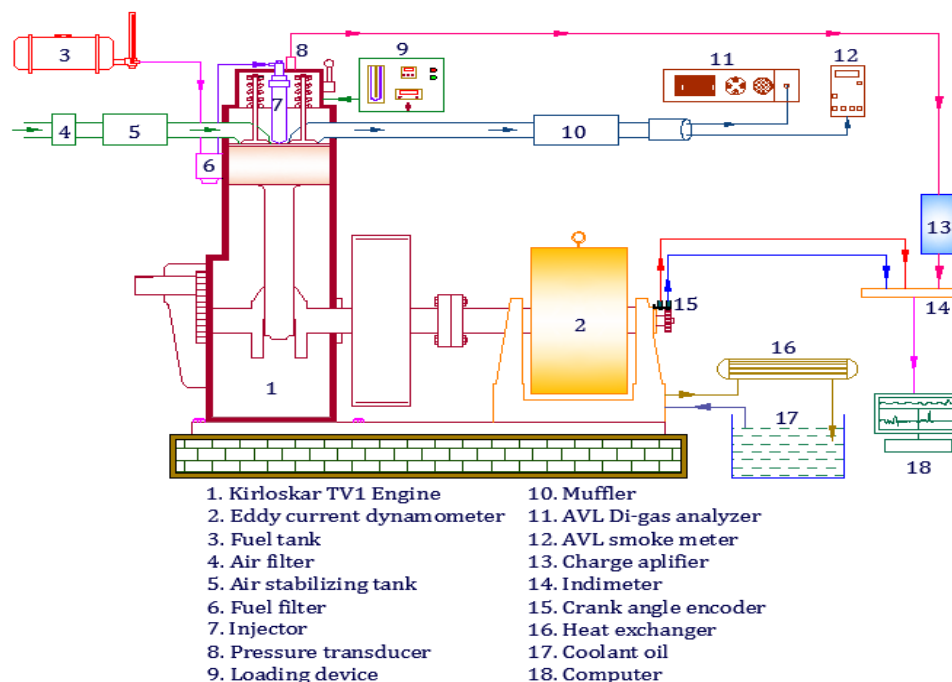 3
8
9
11
12
7
4
5
10
6
13
2
15
14
16
1
17
18
1. Kirloskar TV1 Engine
2. Eddy current dynamometer
3. Fuel tank
4. Air filter
5. Air stabilizing tank
6. Fuel filter
7. Injector
8. Pressure transducer
9. Loading device
10. Muffler
11. AVL Di-gas analyzer
12. AVL smoke meter
13. Charge aplifier
14. Indimeter
15. Crank angle encoder
16. Heat exchanger
17. Coolant oil
18. Computer